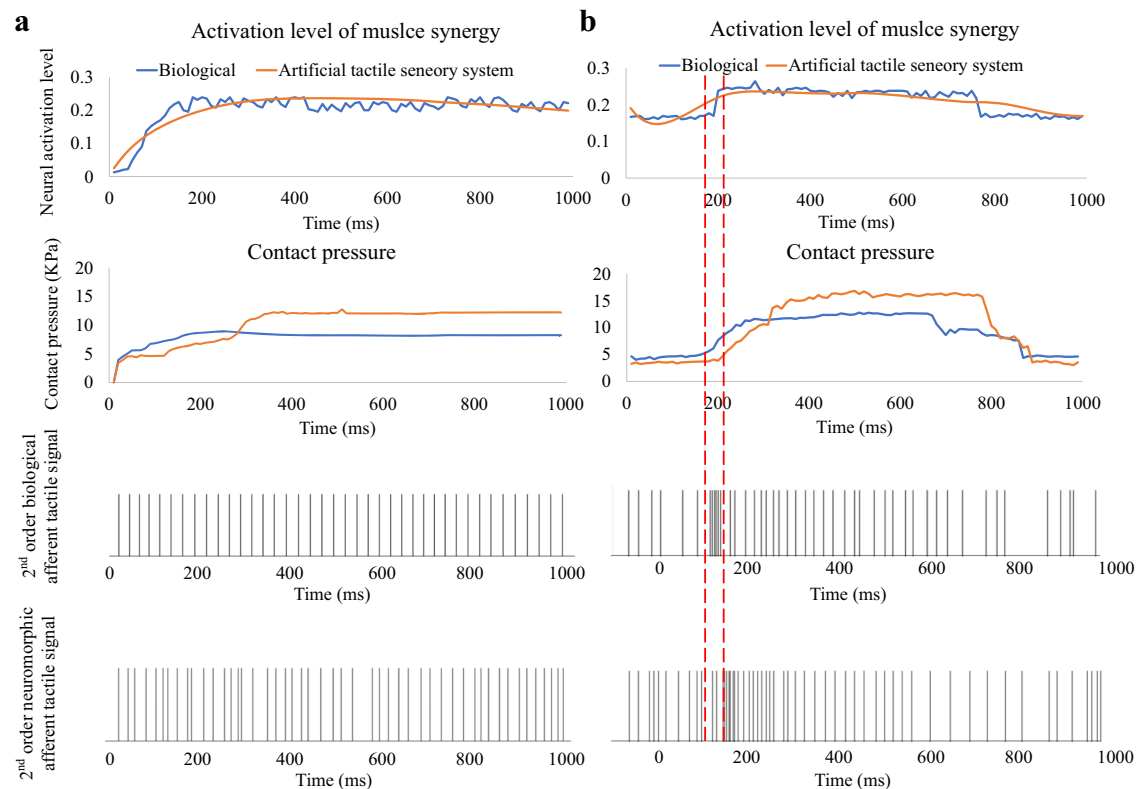 a
Activation level of muslce synergy
Neural activation level
Biological
Artificial tactile seneory system
0.3
0.2
0.1
0
0 200 400 600 800 1000
Time (ms)
Contact pressure
Contact pressure (KPa)
20
15
10
5
0
0 200 400 600 800 1000
Time (ms)
2nd order biological
afferent tactile signal
0 200 400 600 800 1000
Time (ms)
2nd order neuromorphic
afferent tactile signal
0 200 400 600 800 1000
Time (ms)
b
Activation level of muslce synergy
Biological
Artificial tactile seneory system
0.3
0.2
0.1
0
0 200 400 600 800 1000
Time (ms)
Contact pressure
20
15
10
5
0
0 200 400 600 800 1000
Time (ms)
0 200 400 600 800 1000
Time (ms)
0 200 400 600 800 1000
Time (ms)